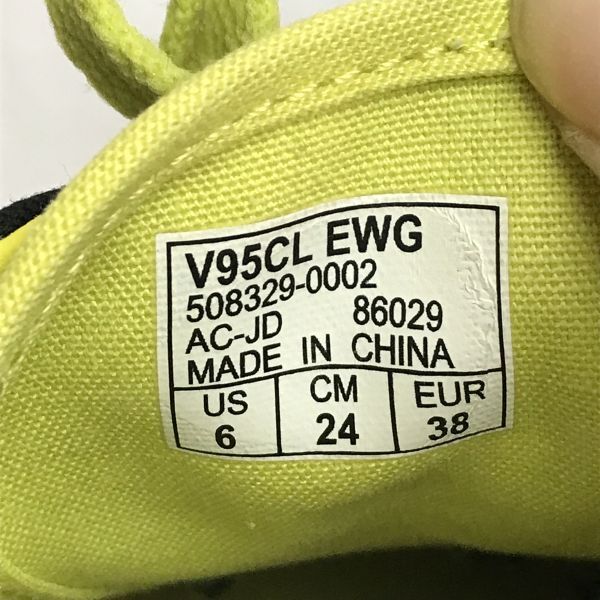 V95CL EWG
508329-0002
AC-JD 86029
MADE IN CHINA
US CM EUR
6 24 38